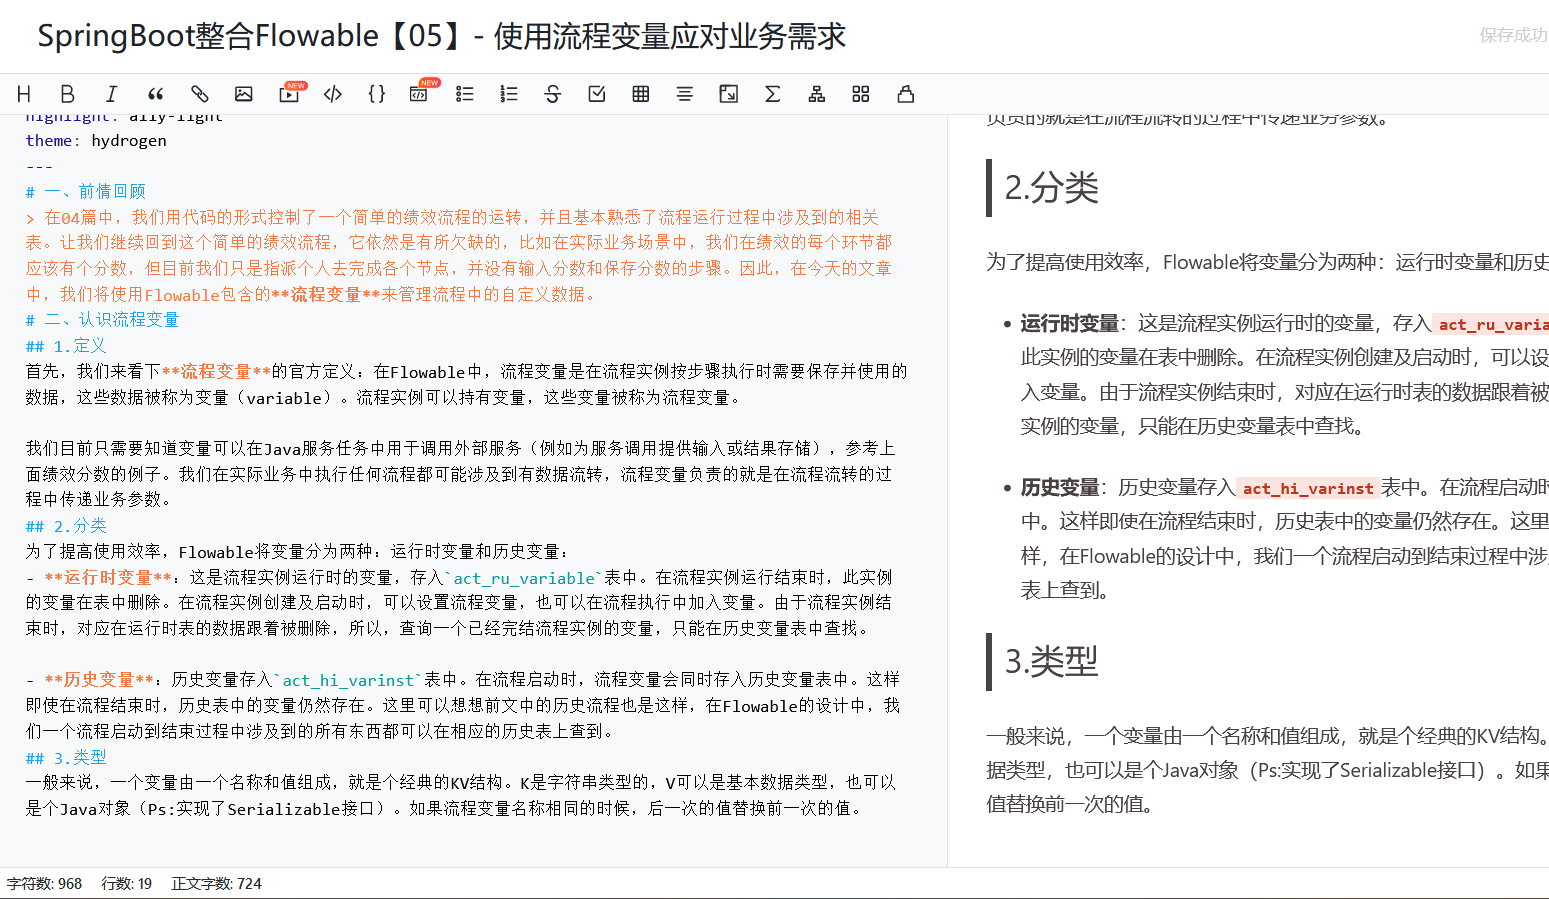 SpringBoot整合Flowable【05】- 使用流程变量应对业务需求
保存成功
NEW
NEW
highlight: a11y-light
theme: hydrogen
---
# 一、前情回顾
> 在04篇中，我们用代码的形式控制了一个简单的绩效流程的运转，并且基本熟悉了流程运行过程中涉及到的相关
表。让我们继续回到这个简单的绩效流程，它依然是有所欠缺的，比如在实际业务场景中，我们在绩效的每个环节都
应该有个分数，但目前我们只是指派个人去完成各个节点，并没有输入分数和保存分数的步骤。因此，在今天的文章
中，我们将使用Flowable包含的**流程变量**来管理流程中的自定义数据。
# 二、认识流程变量
## 1.定义
首先，我们来看下**流程变量**的官方定义：在Flowable中，流程变量是在流程实例按步骤执行时需要保存并使用的
数据，这些数据被称为变量（variable）。流程实例可以持有变量，这些变量被称为流程变量。
我们目前只需要知道变量可以在Java服务任务中用于调用外部服务（例如为服务调用提供输入或结果存储），参考上
面绩效分数的例子。我们在实际业务中执行任何流程都可能涉及到有数据流转，流程变量负责的就是在流程流转的过
程中传递业务参数。
## 2.分类
为了提高使用效率，Flowable将变量分为两种：运行时变量和历史变量：
- **运行时变量**：这是流程实例运行时的变量，存入`act_ru_variable`表中。在流程实例运行结束时，此实例
的变量在表中删除。在流程实例创建及启动时，可以设置流程变量，也可以在流程执行中加入变量。由于流程实例结
束时，对应在运行时表的数据跟着被删除，所以，查询一个已经完结流程实例的变量，只能在历史变量表中查找。
- **历史变量**：历史变量存入`act_hi_varinst`表中。在流程启动时，流程变量会同时存入历史变量表中。这样
即使在流程结束时，历史表中的变量仍然存在。这里可以想想前文中的历史流程也是这样，在Flowable的设计中，我
们一个流程启动到结束过程中涉及到的所有东西都可以在相应的历史表上查到。
## 3.类型
一般来说，一个变量由一个名称和值组成，就是个经典的KV结构。K是字符串类型的，V可以是基本数据类型，也可以
是个Java对象（Ps:实现了Serializable接口）。如果流程变量名称相同的时候，后一次的值替换前一次的值。
负责的就是在流程流转的过程中传递业务参数。
2.分类
为了提高使用效率，Flowable将变量分为两种：运行时变量和历史
• 运行时变量：这是流程实例运行时的变量，存入 act_ru_varia
此实例的变量在表中删除。在流程实例创建及启动时，可以设
入变量。由于流程实例结束时，对应在运行时表的数据跟着被
实例的变量，只能在历史变量表中查找。
• 历史变量：历史变量存入 act_hi_varinst 表中。在流程启动时
中。这样即使在流程结束时，历史表中的变量仍然存在。这里
样，在Flowable的设计中，我们一个流程启动到结束过程中涉
表上查到。
3.类型
一般来说，一个变量由一个名称和值组成，就是个经典的KV结构。
据类型，也可以是个Java对象（Ps:实现了Serializable接口）。如果
值替换前一次的值。
字符数: 968 行数: 19 正文字数: 724